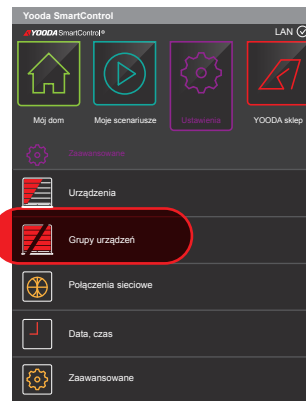 Yooda SmartControl
YOODA SmartControl®
LAN
Mój dom
Moje scenariusze
Ustawienia
YOODA sklep
Zaawansowane
Urządzenia
Grupy urządzeń
Połączenia sieciowe
Data, czas
Zaawansowane